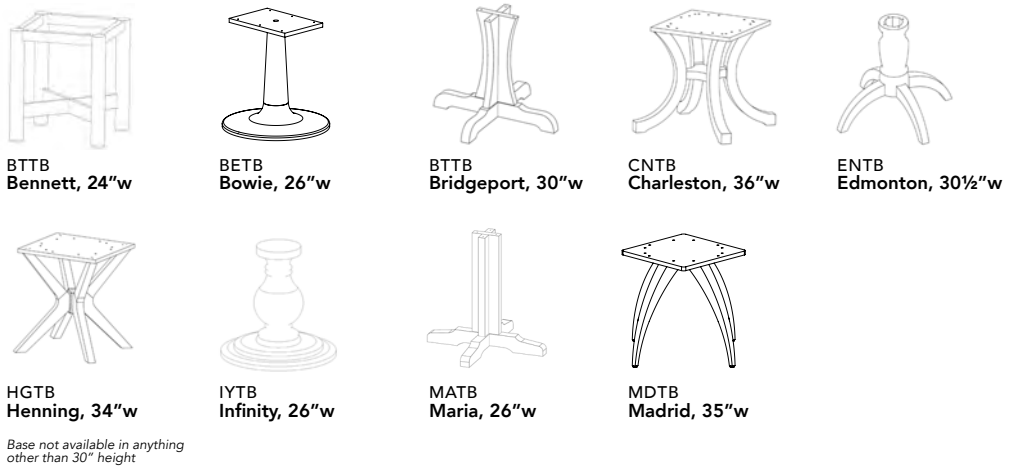 BTTB
Bennett, 24”w
BETB
Bowie, 26”w
BTTB
Bridgeport, 30”w
CNTB
Charleston, 36”w
ENTB
Edmonton, 30½”w
HGTB
Henning, 34”w
Base not available in anything
other than 30” height
IYTB
Infinity, 26”w
MATB
Maria, 26”w
MDTB
Madrid, 35”w